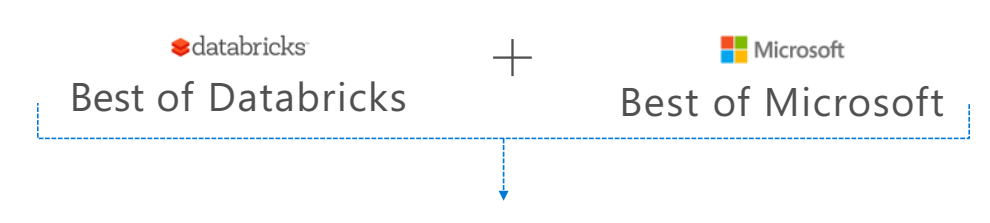 databricks
Microsoft
Best of Databricks
Best of Microsoft